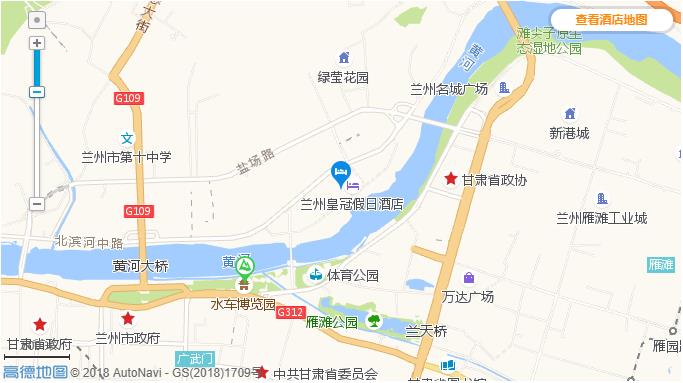 查看酒店地图
滩尖子原生
态湿地公园
大街
黄河
绿莹花园
兰州名城广场
G109
新港城
兰州市第十中学
盐场路
甘肃省政协
兰州皇冠假日酒店
G109
兰州雁滩工业城
北滨河中路
黄河
黄河大桥
雁滩
体育公园
万达广场
水车博览园
G312
雁滩公园
兰天桥
甘肃省政府
兰州市政府
雁园
广武门
高德地图 © 2018 AutoNavi - GS(2018)1709号
中共甘肃省委员会